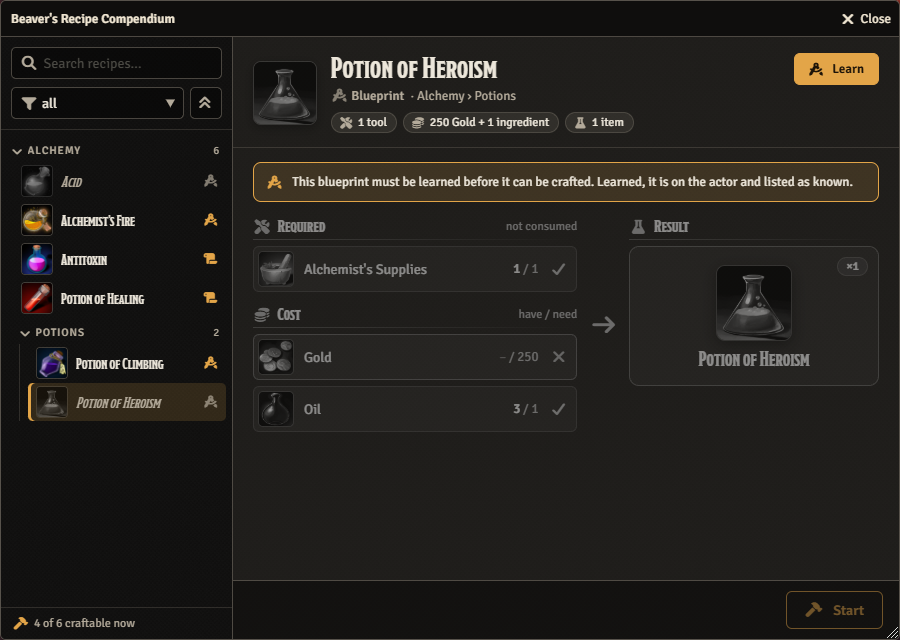 Beaver's Recipe Compendium
Close
Search recipes...
all
ALCHEMY 6
Acid
Alchemist's Fire
Antitoxin
Potion of Healing
POTIONS 2
Potion of Climbing
Potion of Heroism
4 of 6 craftable now
Potion of Heroism
Blueprint · Alchemy › Potions
1 tool
250 Gold + 1 ingredient
1 item
Learn
This blueprint must be learned before it can be crafted. Learned, it is on the actor and listed as known.
Required not consumed
Alchemist's Supplies 1 / 1
Cost have / need
Gold – / 250
Oil 3 / 1
Result
×1
Potion of Heroism
Start